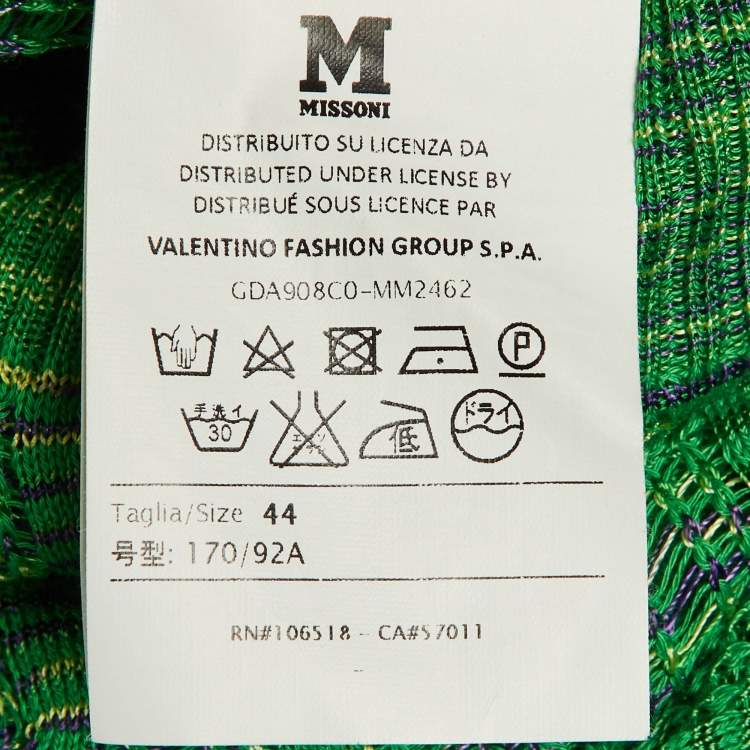 M
MISSONI
DISTRIBUITO SU LICENZA DA
DISTRIBUTED UNDER LICENSE BY
DISTRIBUÉ SOUS LICENCE PAR
VALENTINO FASHION GROUP S.P.A.
GDA908C0-MM2462
P
手洗イ 30 低 ドライ
Taglia/Size 44
号型: 170/92A
RN#106518 - CA#57011